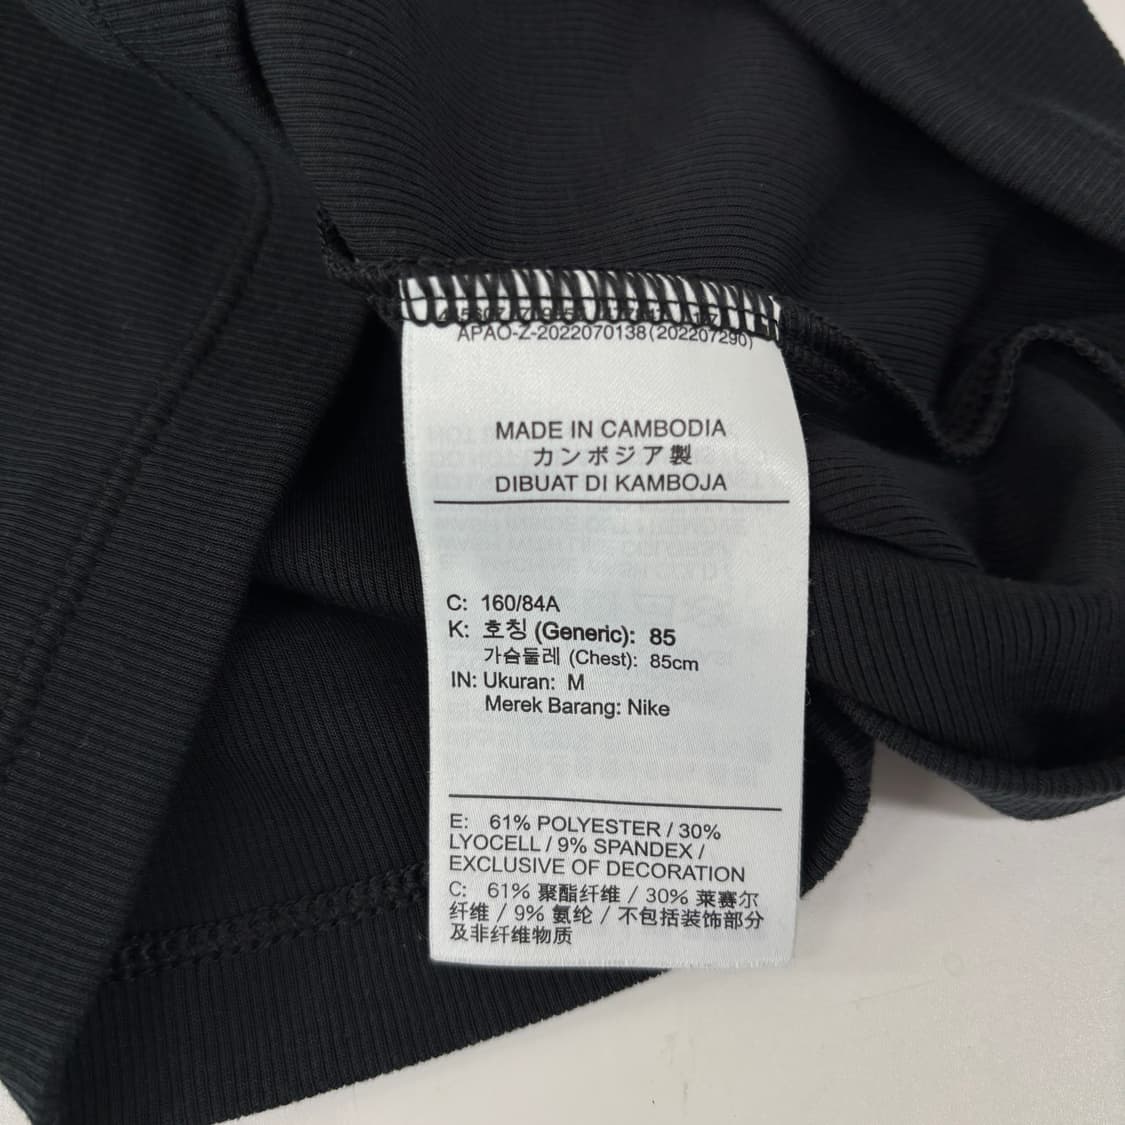 APAO-Z-2022070138(202207290)
MADE IN CAMBODIA
カンボジア製
DIBUAT DI KAMBOJA
C: 160/84A
K: 호칭 (Generic): 85
가슴둘레 (Chest): 85cm
IN: Ukuran: M
Merek Barang: Nike
E: 61% POLYESTER / 30%
LYOCELL / 9% SPANDEX /
EXCLUSIVE OF DECORATION
C: 61% 聚酯纤维 / 30% 莱赛尔
纤维 / 9% 氨纶 / 不包括装饰部分
及非纤维物质